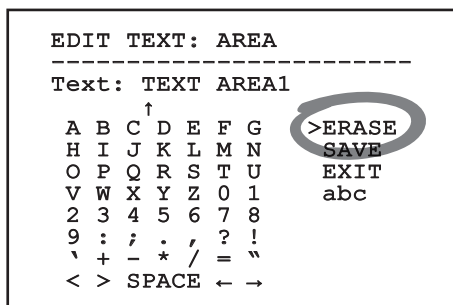 EDIT TEXT: AREA
------------------------
Text: TEXT AREA1
↑
A B C D E F G >ERASE
H I J K L M N SAVE
O P Q R S T U EXIT
V W X Y Z 0 1 abc
2 3 4 5 6 7 8
9 : ; . , ? !
‵ + - * / = ‶
< > SPACE ← →